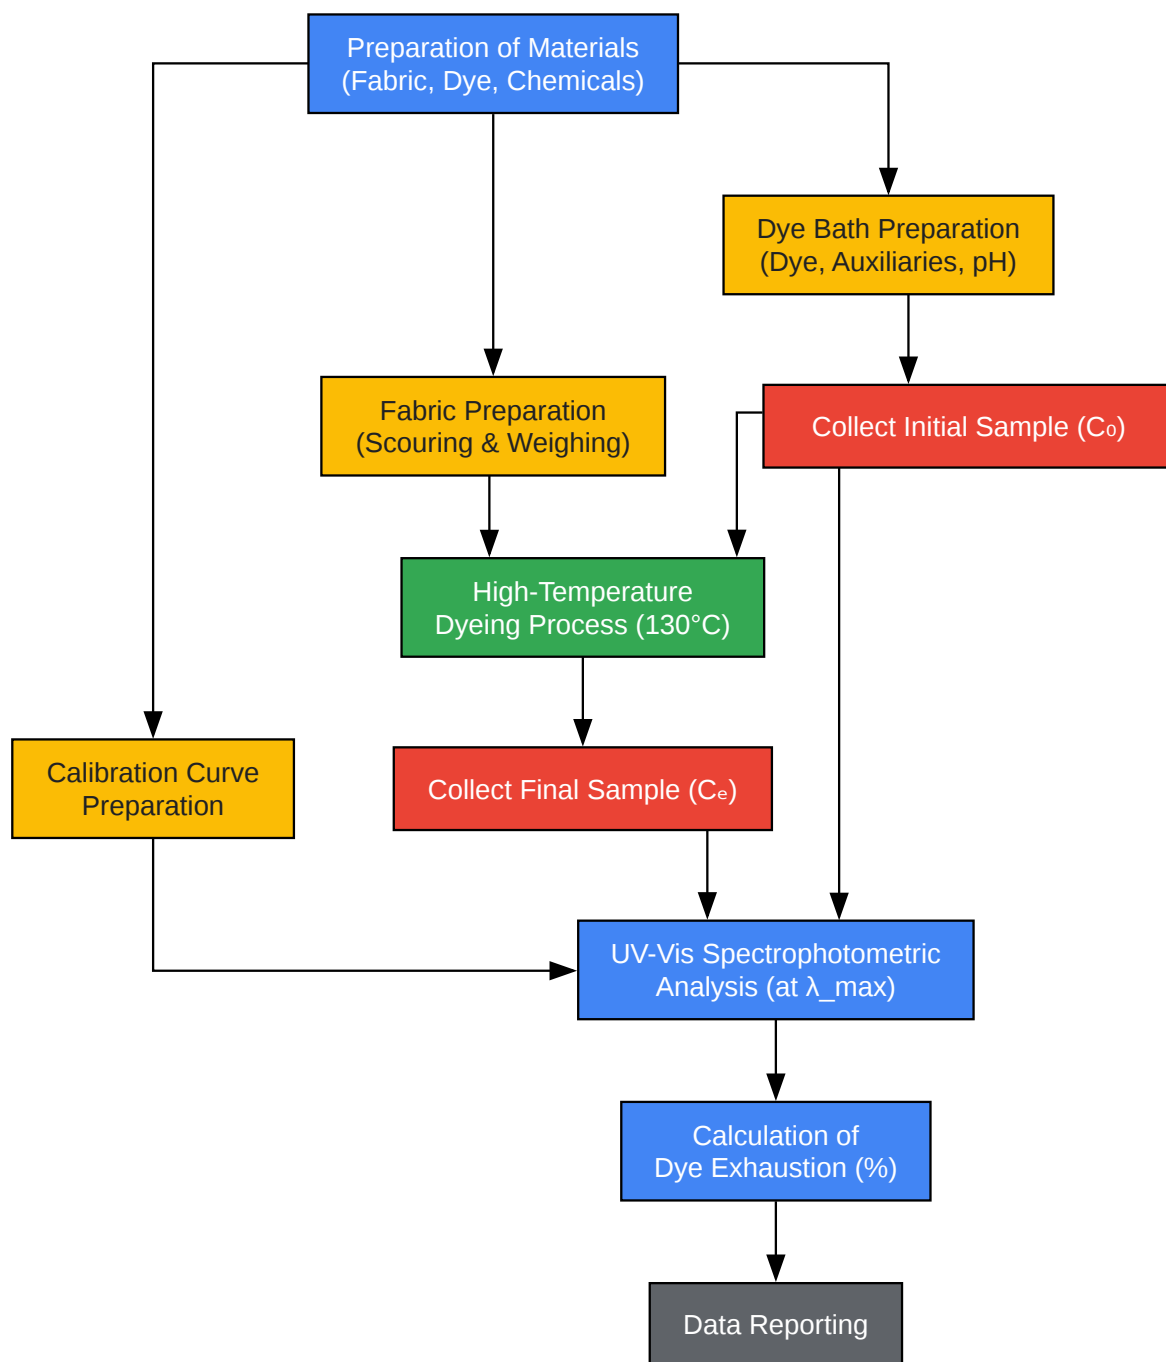 Preparation of Materials
(Fabric, Dye, Chemicals)
Dye Bath Preparation
(Dye, Auxiliaries, pH)
Fabric Preparation
(Scouring & Weighing)
Collect Initial Sample (C₀)
High-Temperature
Dyeing Process (130°C)
Calibration Curve
Preparation
Collect Final Sample (Cₑ)
UV-Vis Spectrophotometric
Analysis (at λ_max)
Calculation of
Dye Exhaustion (%)
Data Reporting